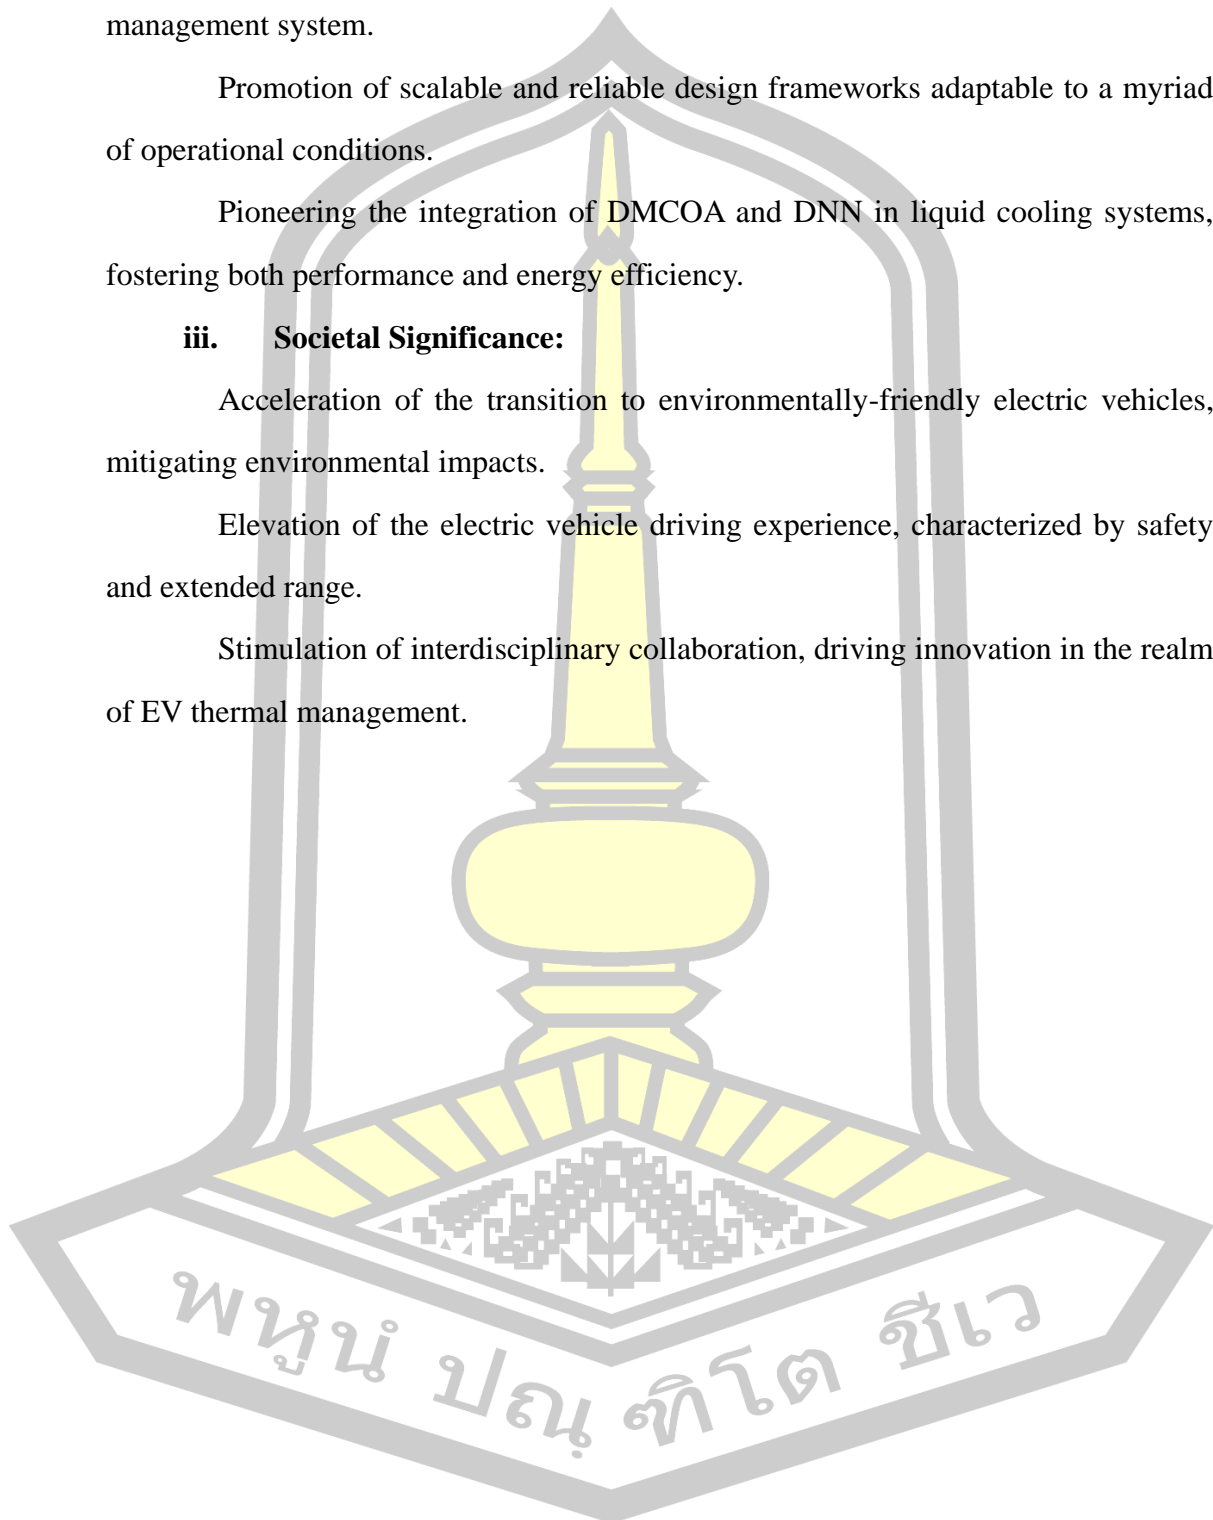 management system.
Promotion of scalable and reliable design frameworks adaptable to a myriad
of operational conditions.
Pioneering the integration of DMCOA and DNN in liquid cooling systems,
fostering both performance and energy efficiency.
iii. Societal Significance:
Acceleration of the transition to environmentally-friendly electric vehicles,
mitigating environmental impacts.
Elevation of the electric vehicle driving experience, characterized by safety
and extended range.
Stimulation of interdisciplinary collaboration, driving innovation in the realm
of EV thermal management.
พหูนํ ปณฺ ฑิโต ชีเว